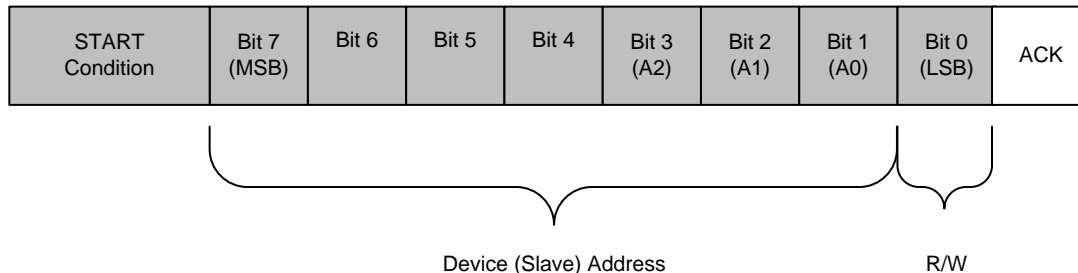 START
Condition
Bit 7
(MSB)
Bit 6
Bit 5
Bit 4
Bit 3
(A2)
Bit 2
(A1)
Bit 1
(A0)
Bit 0
(LSB)
ACK
Device (Slave) Address
R/W